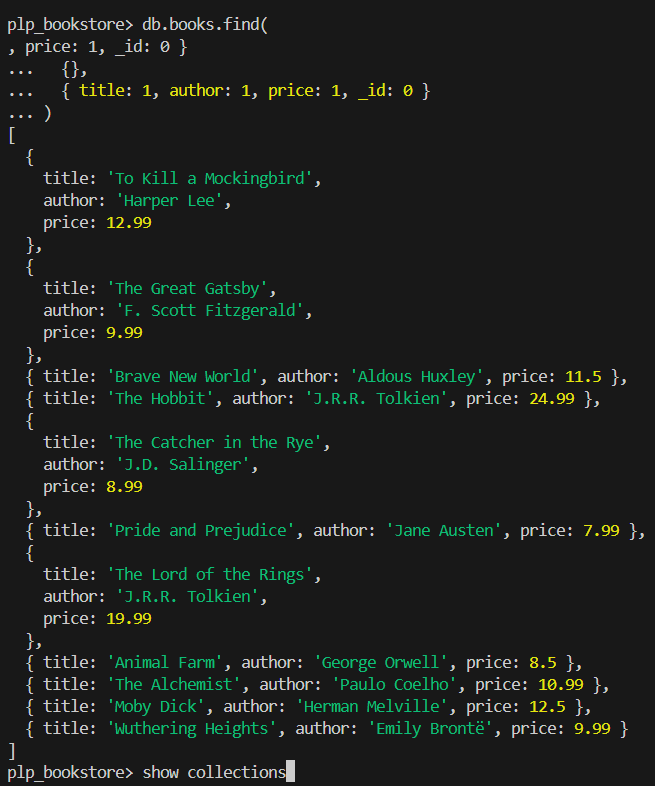 plp_bookstore> db.books.find(
, price: 1, _id: 0 }
...   {},
...   { title: 1, author: 1, price: 1, _id: 0 }
... )
[
  {
    title: 'To Kill a Mockingbird',
    author: 'Harper Lee',
    price: 12.99
  },
  {
    title: 'The Great Gatsby',
    author: 'F. Scott Fitzgerald',
    price: 9.99
  },
  { title: 'Brave New World', author: 'Aldous Huxley', price: 11.5 },
  { title: 'The Hobbit', author: 'J.R.R. Tolkien', price: 24.99 },
  {
    title: 'The Catcher in the Rye',
    author: 'J.D. Salinger',
    price: 8.99
  },
  { title: 'Pride and Prejudice', author: 'Jane Austen', price: 7.99 },
  {
    title: 'The Lord of the Rings',
    author: 'J.R.R. Tolkien',
    price: 19.99
  },
  { title: 'Animal Farm', author: 'George Orwell', price: 8.5 },
  { title: 'The Alchemist', author: 'Paulo Coelho', price: 10.99 },
  { title: 'Moby Dick', author: 'Herman Melville', price: 12.5 },
  { title: 'Wuthering Heights', author: 'Emily Brontë', price: 9.99 }
]
plp_bookstore> show collections